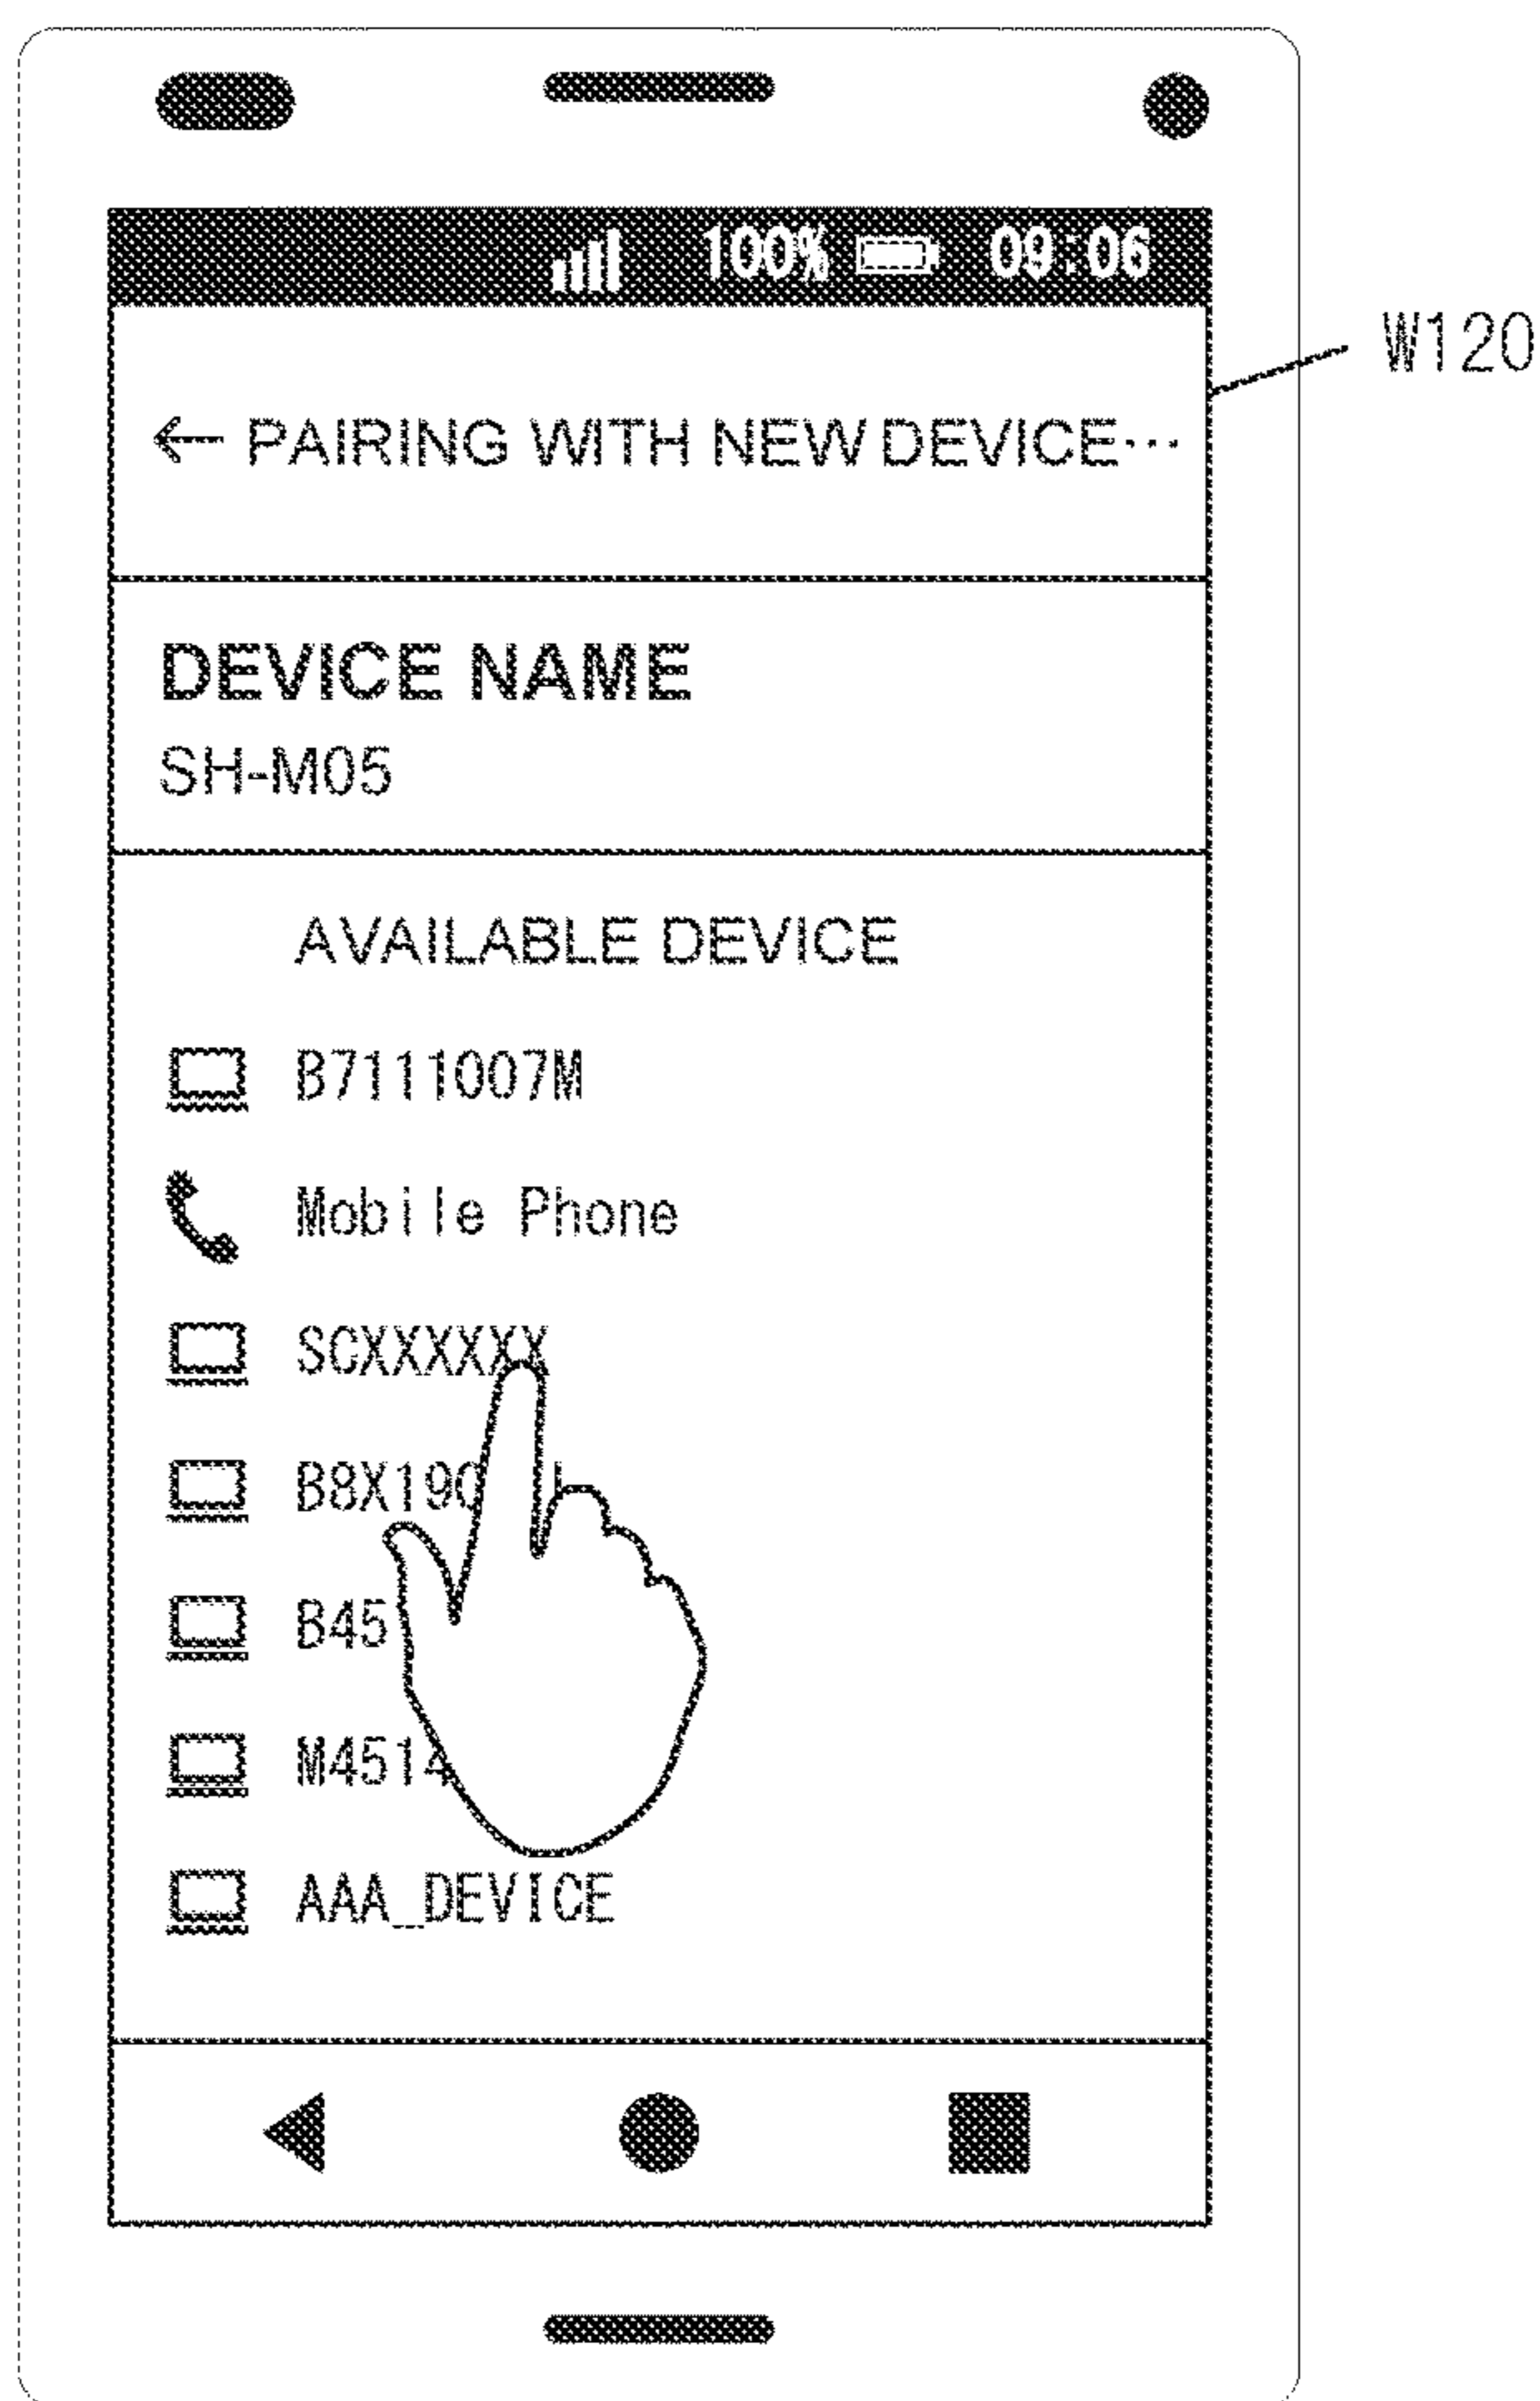 100% 09:06
W120
← PAIRING WITH NEW DEVICE···
DEVICE NAME
SH-M05
AVAILABLE DEVICE
B7111007M
Mobile Phone
SCXXXXXX
AAA_DEVICE